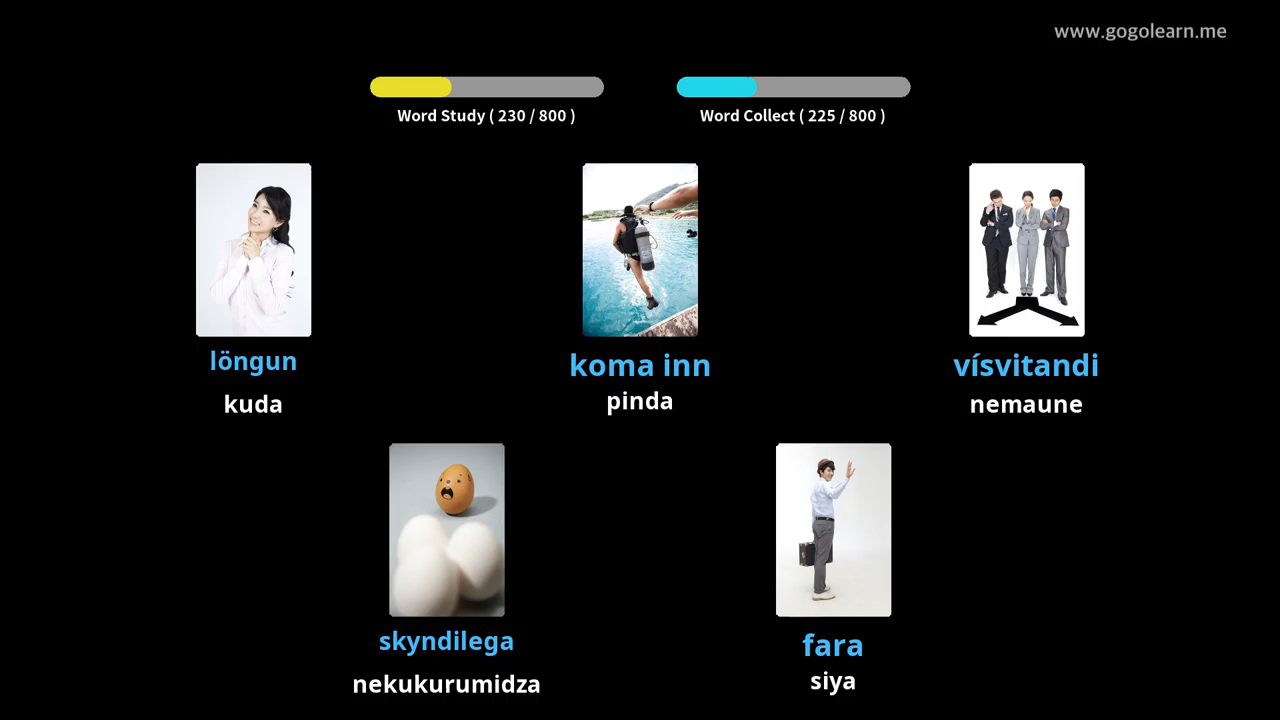 www.gogolearn.me
Word Study ( 230 / 800 )
Word Collect ( 225 / 800 )
löngun
kuda
koma inn
pinda
vísvitandi
nemaune
skyndilega
nekukurumidza
fara
siya